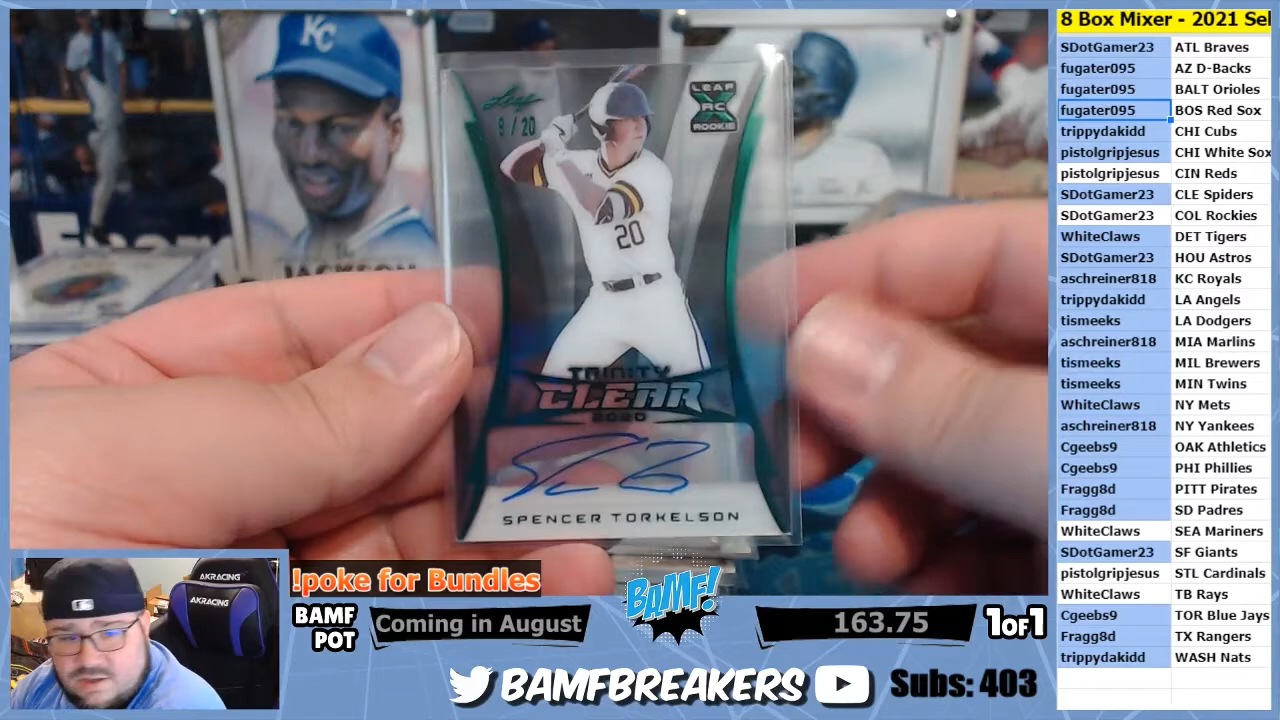 8 Box Mixer - 2021 Sel
SDotGamer23 ATL Braves
fugater095 AZ D-Backs
fugater095 BALT Orioles
fugater095 BOS Red Sox
trippydakidd CHI Cubs
pistolgripjesus CHI White Sox
pistolgripjesus CIN Reds
SDotGamer23 CLE Spiders
SDotGamer23 COL Rockies
WhiteClaws DET Tigers
SDotGamer23 HOU Astros
aschreiner818 KC Royals
trippydakidd LA Angels
tismeeks LA Dodgers
aschreiner818 MIA Marlins
tismeeks MIL Brewers
tismeeks MIN Twins
WhiteClaws NY Mets
aschreiner818 NY Yankees
Cgeebs9 OAK Athletics
Cgeebs9 PHI Phillies
Fragg8d PITT Pirates
Fragg8d SD Padres
WhiteClaws SEA Mariners
SDotGamer23 SF Giants
pistolgripjesus STL Cardinals
WhiteClaws TB Rays
Cgeebs9 TOR Blue Jays
Fragg8d TX Rangers
trippydakidd WASH Nats
KC
JACKSON
Leaf
9 / 20
LEAF
X
RC
ROOKIE
20
TRINITY
CLEAR
2020
SPENCER TORKELSON
AKRACING
AKRACING
!poke for Bundles
BAMF
POT
Coming in August
BAMF!
163.75
1OF1
BAMFBREAKERS
Subs: 403